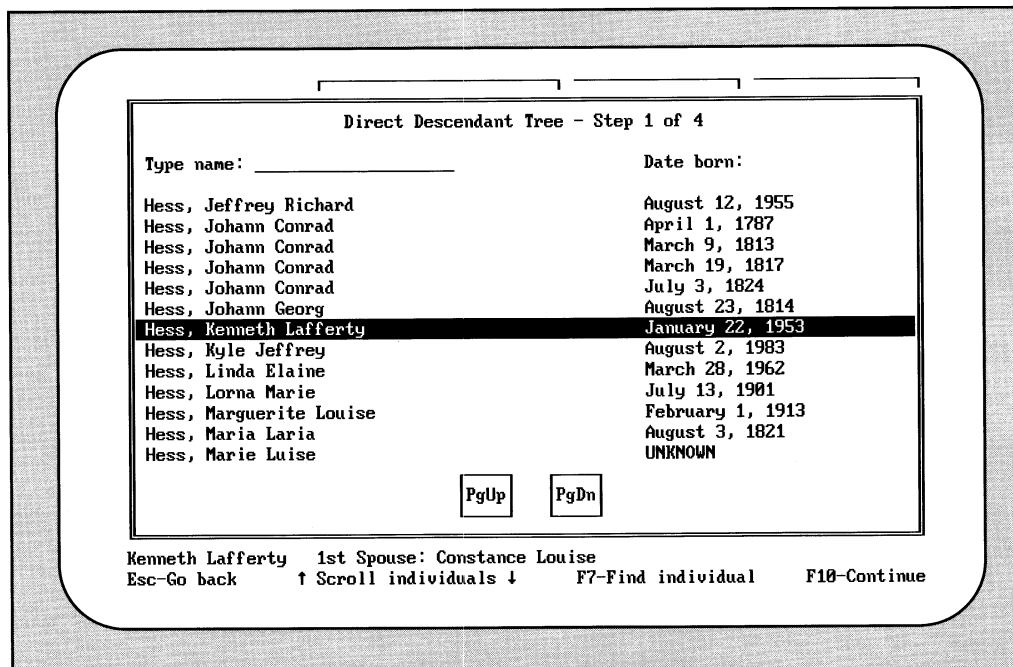 Direct Descendant Tree - Step 1 of 4
Type name: ____________________ Date born:
Hess, Jeffrey Richard August 12, 1955
Hess, Johann Conrad April 1, 1787
Hess, Johann Conrad March 9, 1813
Hess, Johann Conrad March 19, 1817
Hess, Johann Conrad July 3, 1824
Hess, Johann Georg August 23, 1814
Hess, Kenneth Lafferty January 22, 1953
Hess, Kyle Jeffrey August 2, 1983
Hess, Linda Elaine March 28, 1962
Hess, Lorna Marie July 13, 1901
Hess, Marguerite Louise February 1, 1913
Hess, Maria Laria August 3, 1821
Hess, Marie Luise UNKNOWN
PgUp PgDn
Kenneth Lafferty 1st Spouse: Constance Louise
Esc-Go back ↑ Scroll individuals ↓ F7-Find individual F10-Continue